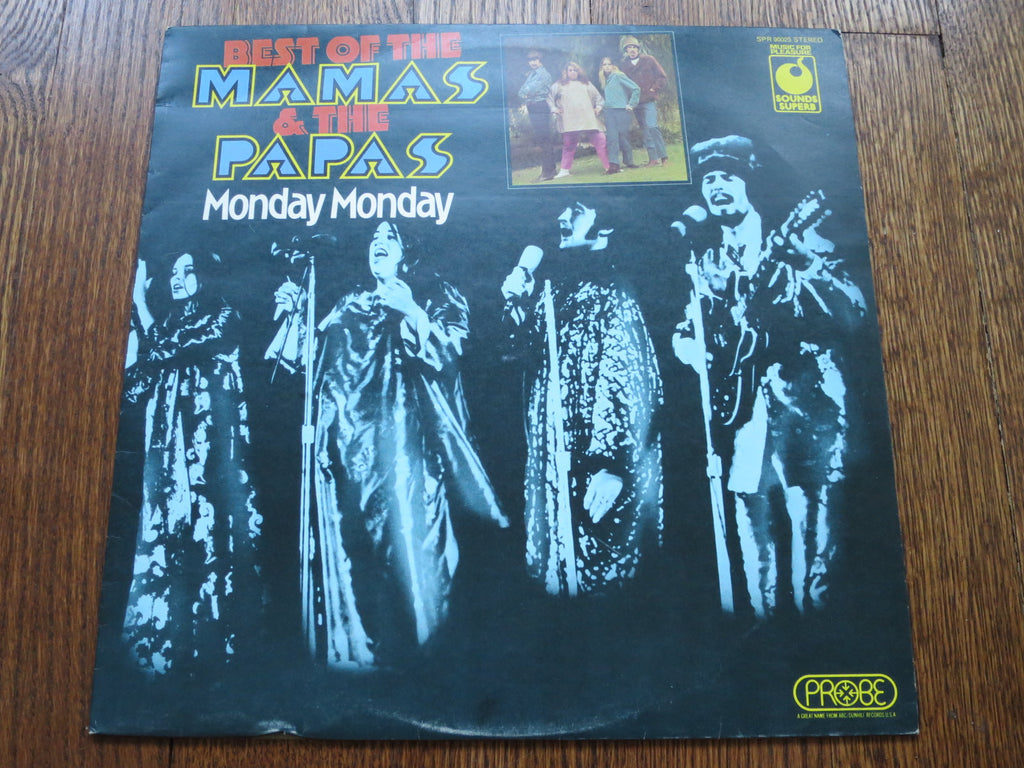 BEST OF THE
MAMAS
& THE
PAPAS
Monday Monday
SPR 90025 STEREO
MUSIC FOR
PLEASURE
SOUNDS
SUPERB
PROBE
A GREAT NAME FROM ABC/DUNHILL RECORDS U.S.A.